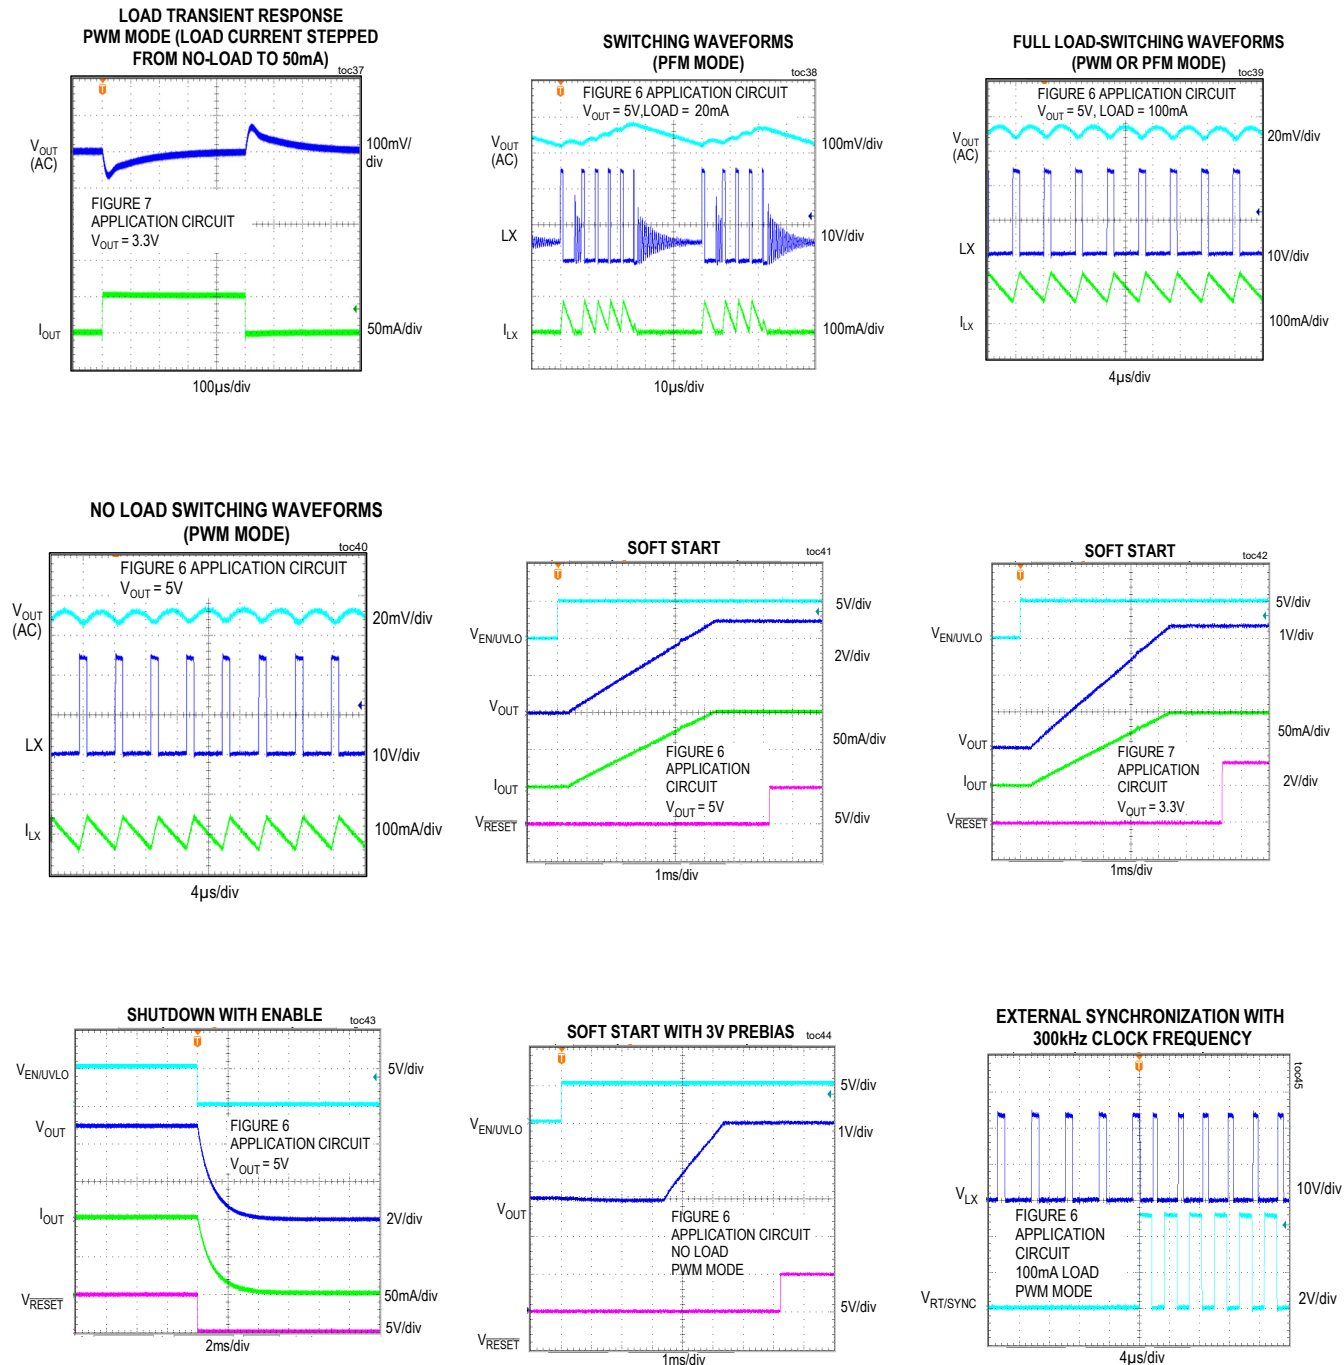 LOAD TRANSIENT RESPONSE
PWM MODE (LOAD CURRENT STEPPED
FROM NO-LOAD TO 50mA)
toc37
VOUT
(AC)
100mV/
div
FIGURE 7
APPLICATION CIRCUIT
VOUT = 3.3V
IOUT
50mA/div
100µs/div
SWITCHING WAVEFORMS
(PFM MODE)
toc38
FIGURE 6 APPLICATION CIRCUIT
VOUT = 5V,LOAD = 20mA
VOUT
(AC)
100mV/div
LX
10V/div
ILX
100mA/div
10µs/div
FULL LOAD-SWITCHING WAVEFORMS
(PWM OR PFM MODE)
toc39
FIGURE 6 APPLICATION CIRCUIT
VOUT = 5V, LOAD = 100mA
VOUT
(AC)
20mV/div
LX
10V/div
ILX
100mA/div
4µs/div
NO LOAD SWITCHING WAVEFORMS
(PWM MODE)
toc40
FIGURE 6 APPLICATION CIRCUIT
VOUT = 5V
VOUT
(AC)
20mV/div
LX
10V/div
ILX
100mA/div
4µs/div
SOFT START
toc41
5V/div
VEN/UVLO
2V/div
VOUT
50mA/div
FIGURE 6
APPLICATION
CIRCUIT
VOUT = 5V
IOUT
VRESET
5V/div
1ms/div
SOFT START
toc42
5V/div
VEN/UVLO
1V/div
VOUT
50mA/div
FIGURE 7
APPLICATION
CIRCUIT
VOUT = 3.3V
IOUT
2V/div
VRESET
1ms/div
SHUTDOWN WITH ENABLE
toc43
VEN/UVLO
5V/div
FIGURE 6
APPLICATION CIRCUIT
VOUT = 5V
VOUT
IOUT
2V/div
VRESET
50mA/div
5V/div
2ms/div
SOFT START WITH 3V PREBIAS
toc44
5V/div
VEN/UVLO
1V/div
VOUT
FIGURE 6
APPLICATION CIRCUIT
NO LOAD
PWM MODE
5V/div
VRESET
1ms/div
EXTERNAL SYNCHRONIZATION WITH
300kHz CLOCK FREQUENCY
toc45
VLX
10V/div
FIGURE 6
APPLICATION
CIRCUIT
100mA LOAD
PWM MODE
VRT/SYNC
2V/div
4µs/div